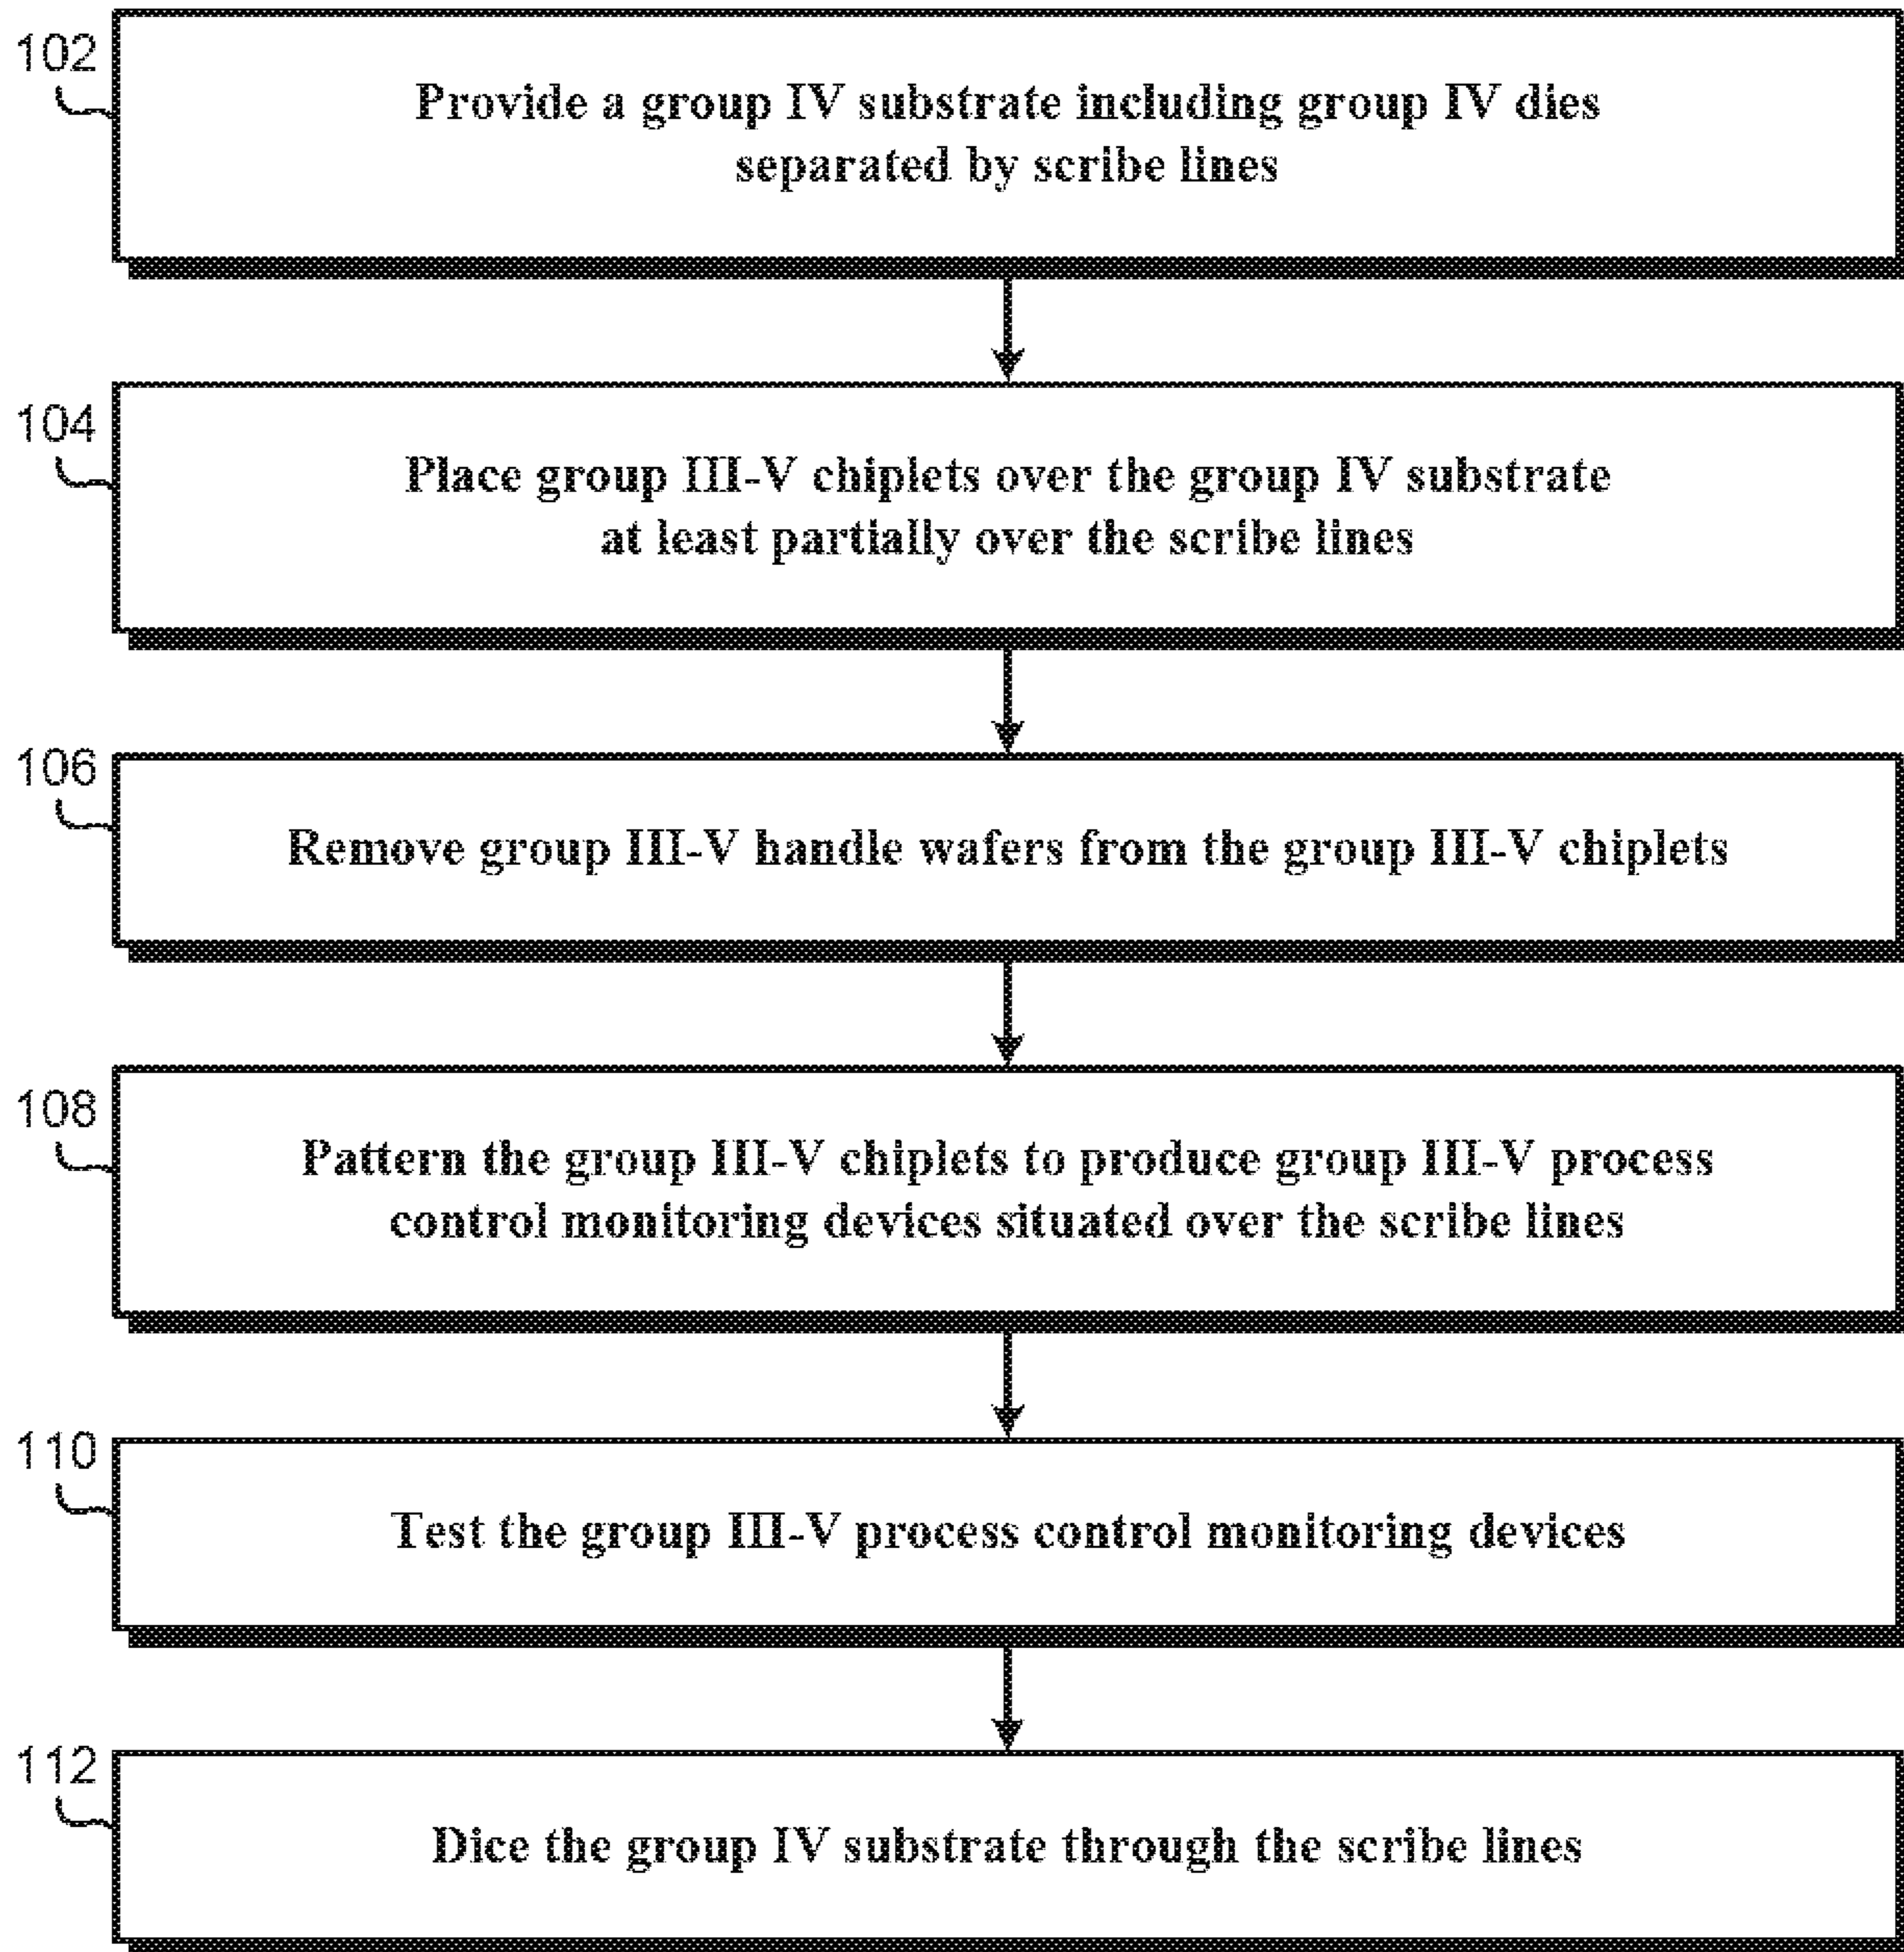 102
Provide a group IV substrate including group IV dies
separated by scribe lines
104
Place group III-V chiplets over the group IV substrate
at least partially over the scribe lines
106
Remove group III-V handle wafers from the group III-V chiplets
108
Pattern the group III-V chiplets to produce group III-V process
control monitoring devices situated over the scribe lines
110
Test the group III-V process control monitoring devices
112
Dice the group IV substrate through the scribe lines